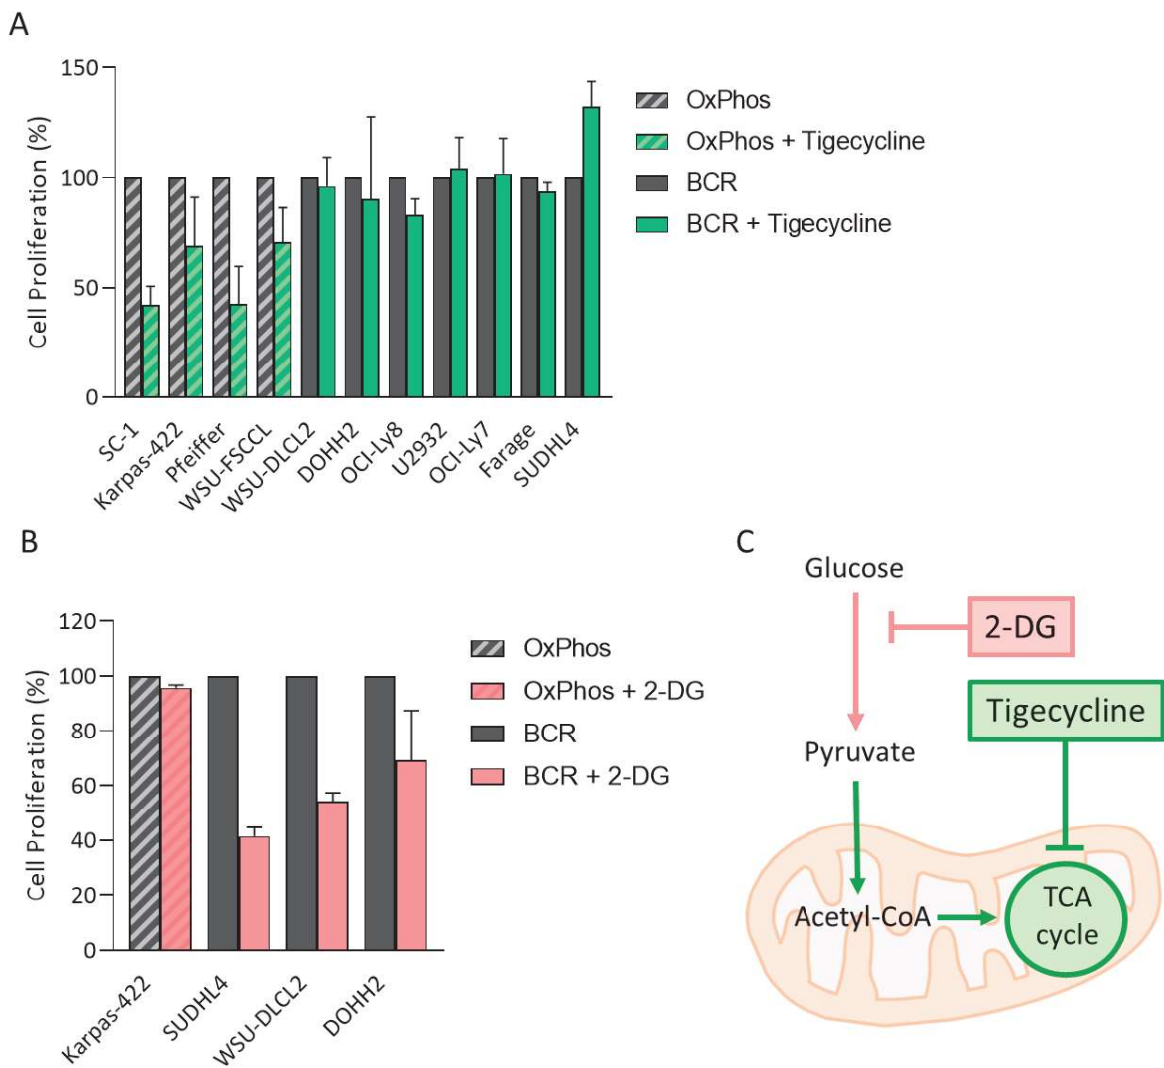 A
Cell Proliferation (%)
150
100
50
0
SC-1
Karpas-422
Pfeiffer
WSU-FSCCL
WSU-DLCL2
DOHH2
OCI-Ly8
U2932
OCI-Ly7
Farage
SUDHL4
OxPhos
OxPhos + Tigecycline
BCR
BCR + Tigecycline
B
Cell Proliferation (%)
120
100
80
60
40
20
0
Karpas-422
SUDHL4
WSU-DLCL2
DOHH2
OxPhos
OxPhos + 2-DG
BCR
BCR + 2-DG
C
Glucose
2-DG
Tigecycline
Pyruvate
Acetyl-CoA
TCA
cycle